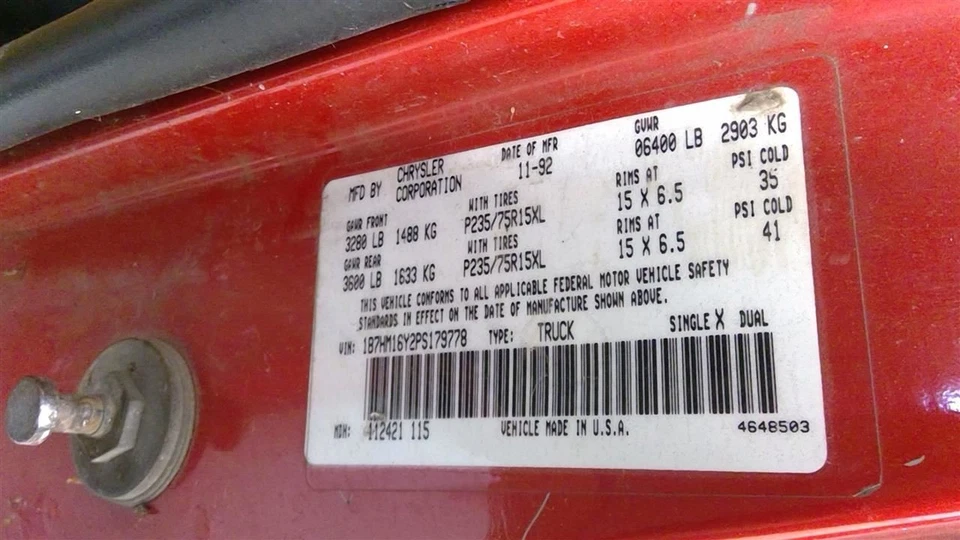 MFD BY CHRYSLER CORPORATION DATE OF MFR 11-92 GVWR 06400 LB 2903 KG
GAWR FRONT WITH TIRES RIMS AT PSI COLD
3280 LB 1488 KG P235/75R15XL 15 X 6.5 35
GAWR REAR WITH TIRES RIMS AT PSI COLD
3600 LB 1633 KG P235/75R15XL 15 X 6.5 41
THIS VEHICLE CONFORMS TO ALL APPLICABLE FEDERAL MOTOR VEHICLE SAFETY
STANDARDS IN EFFECT ON THE DATE OF MANUFACTURE SHOWN ABOVE.
VIN: 1B7HM16Y2PS179778 TYPE: TRUCK SINGLE X DUAL
MDH: 112421 115 VEHICLE MADE IN U.S.A. 4648503